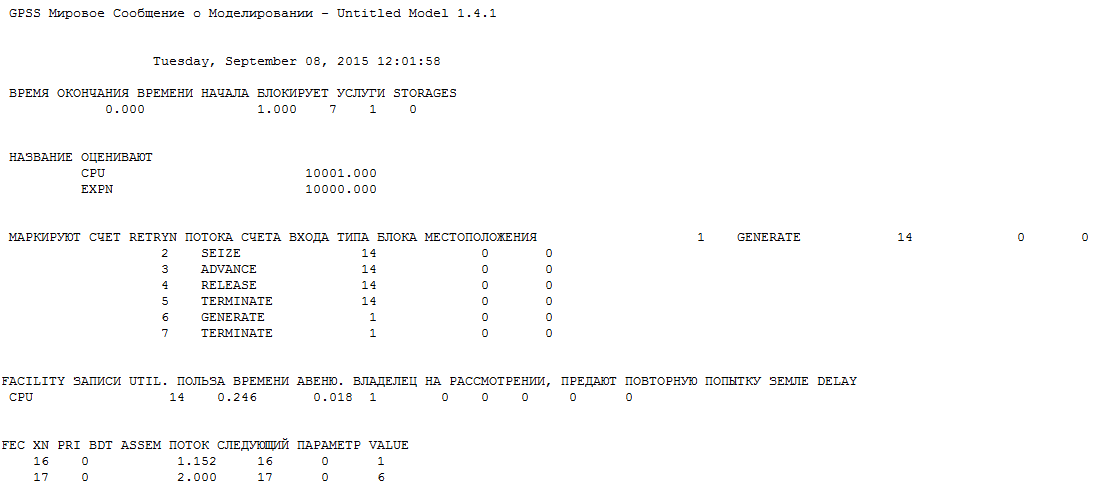 GPSS Мировое Сообщение о Моделировании - Untitled Model 1.4.1
Tuesday, September 08, 2015 12:01:58
ВРЕМЯ ОКОНЧАНИЯ ВРЕМЕНИ НАЧАЛА БЛОКИРУЕТ УСЛУГИ STORAGES
0.000 1.000 7 1 0
НАЗВАНИЕ ОЦЕНИВАЮТ
CPU 10001.000
EXPN 10000.000
МАРКИРУЮТ СЧЕТ RETRYN ПОТОКА СЧЕТА ВХОДА ТИПА БЛОКА МЕСТОПОЛОЖЕНИЯ 1 GENERATE 14 0 0
2 SEIZE 14 0 0
3 ADVANCE 14 0 0
4 RELEASE 14 0 0
5 TERMINATE 14 0 0
6 GENERATE 1 0 0
7 TERMINATE 1 0 0
FACILITY ЗАПИСИ UTIL. ПОЛЬЗА ВРЕМЕНИ АВЕНЮ. ВЛАДЕЛЕЦ НА РАССМОТРЕНИИ, ПРЕДАЮТ ПОВТОРНУЮ ПОПЫТКУ ЗЕМЛЕ DELAY
CPU 14 0.246 0.018 1 0 0 0 0 0
FEC XN PRI BDT ASSEM ПОТОК СЛЕДУЮЩИЙ ПАРАМЕТР VALUE
16 0 1.152 16 0 1
17 0 2.000 17 0 6